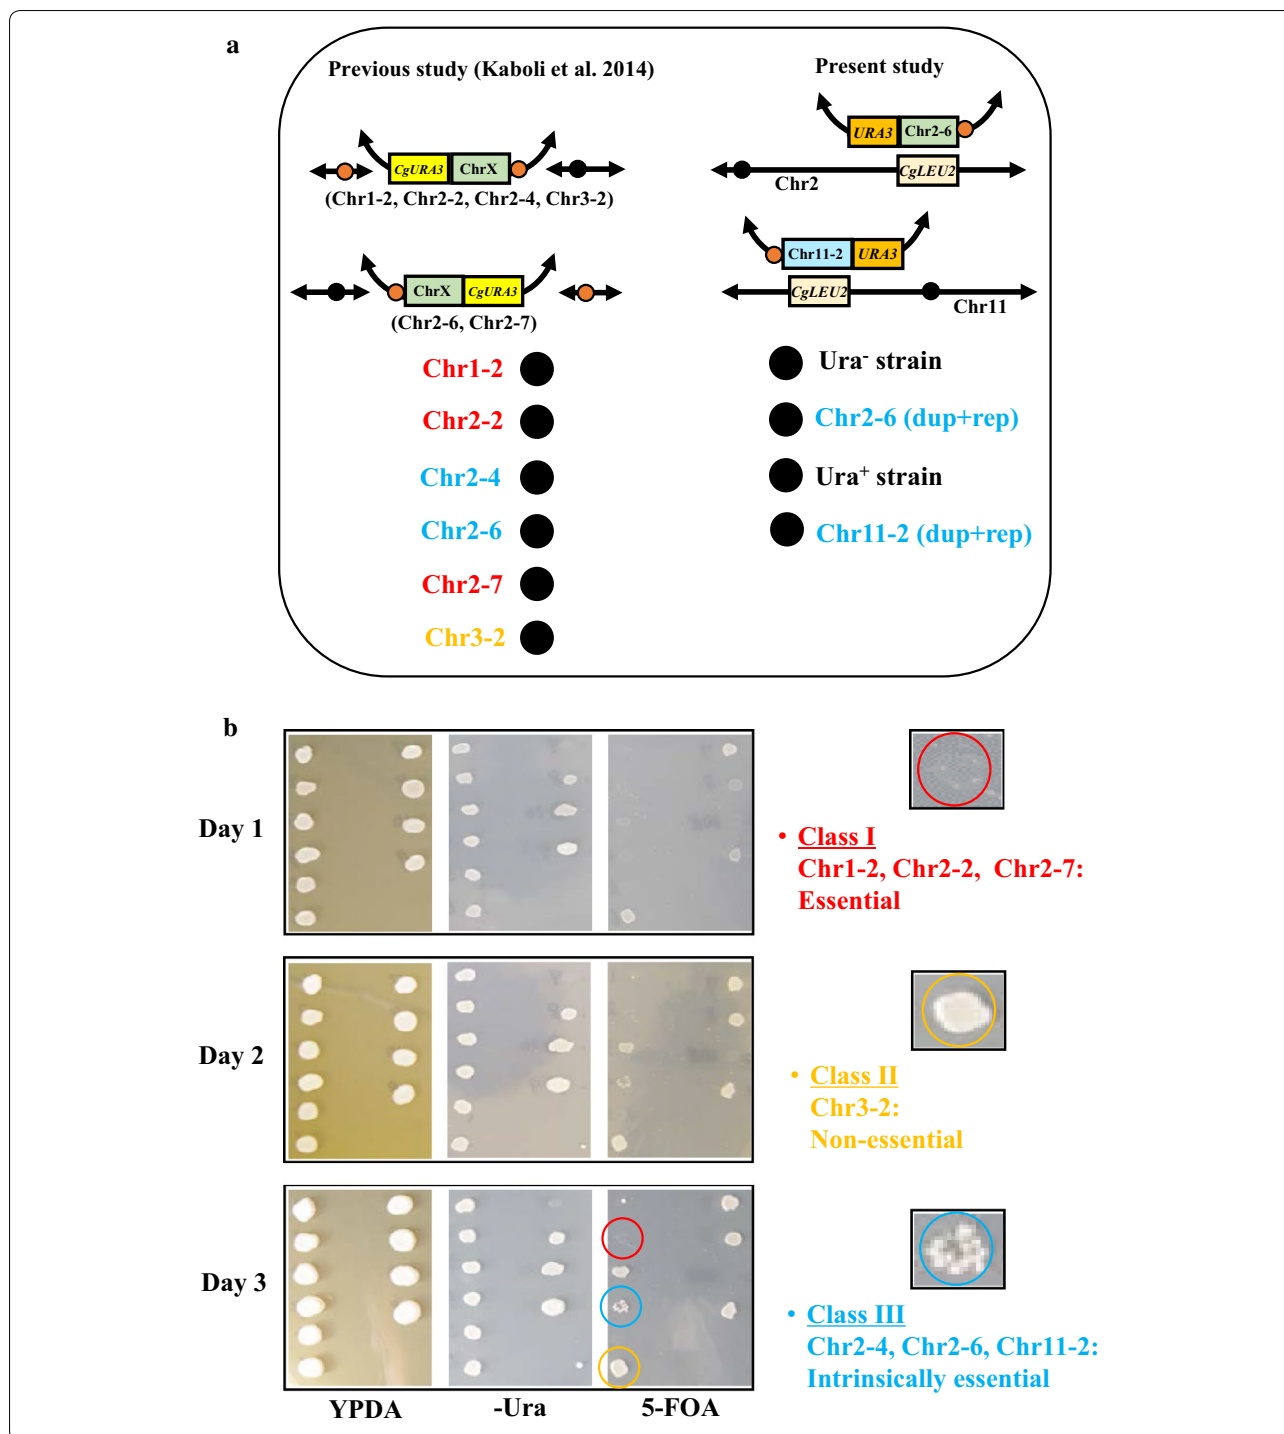 a
Previous study (Kaboli et al. 2014)
CgURA3 ChrX
(Chr1-2, Chr2-2, Chr2-4, Chr3-2)
ChrX CgURA3
(Chr2-6, Chr2-7)
Chr1-2
Chr2-2
Chr2-4
Chr2-6
Chr2-7
Chr3-2
Present study
URA3 Chr2-6
Chr2 CgLEU2
Chr11-2 URA3
CgLEU2
Chr11
Ura- strain
Chr2-6 (dup+rep)
Ura+ strain
Chr11-2 (dup+rep)
b
Day 1
Day 2
Day 3
YPDA -Ura 5-FOA
• Class I
Chr1-2, Chr2-2, Chr2-7:
Essential
• Class II
Chr3-2:
Non-essential
• Class III
Chr2-4, Chr2-6, Chr11-2:
Intrinsically essential